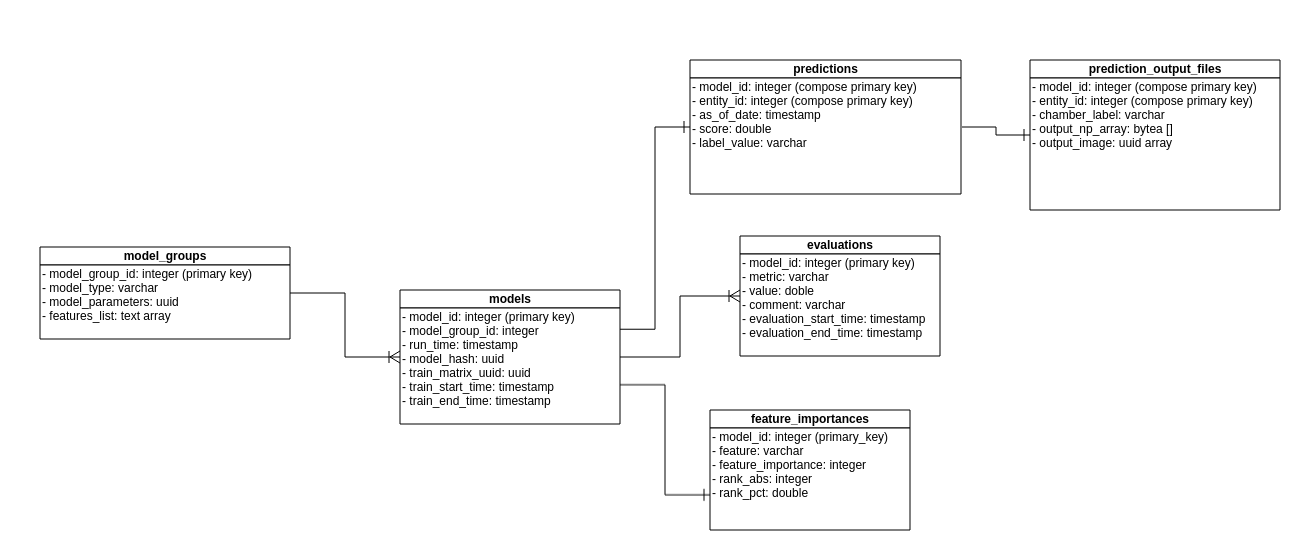 predictions
- model_id: integer (compose primary key)
- entity_id: integer (compose primary key)
- as_of_date: timestamp
- score: double
- label_value: varchar
prediction_output_files
- model_id: integer (compose primary key)
- entity_id: integer (compose primary key)
- chamber_label: varchar
- output_np_array: bytea []
- output_image: uuid array
model_groups
- model_group_id: integer (primary key)
- model_type: varchar
- model_parameters: uuid
- features_list: text array
models
- model_id: integer (primary key)
- model_group_id: integer
- run_time: timestamp
- model_hash: uuid
- train_matrix_uuid: uuid
- train_start_time: timestamp
- train_end_time: timestamp
evaluations
- model_id: integer (primary key)
- metric: varchar
- value: doble
- comment: varchar
- evaluation_start_time: timestamp
- evaluation_end_time: timestamp
feature_importances
- model_id: integer (primary_key)
- feature: varchar
- feature_importance: integer
- rank_abs: integer
- rank_pct: double